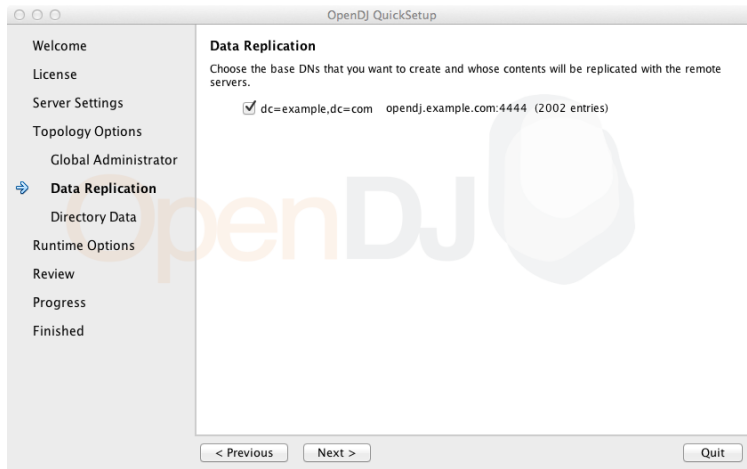 OpenDJ QuickSetup
Welcome
License
Server Settings
Topology Options
Global Administrator
Data Replication
Directory Data
Runtime Options
Review
Progress
Finished
Data Replication
Choose the base DNs that you want to create and whose contents will be replicated with the remote
servers.
dc=example,dc=com opendj.example.com:4444 (2002 entries)
OpenDJ
< Previous Next > Quit